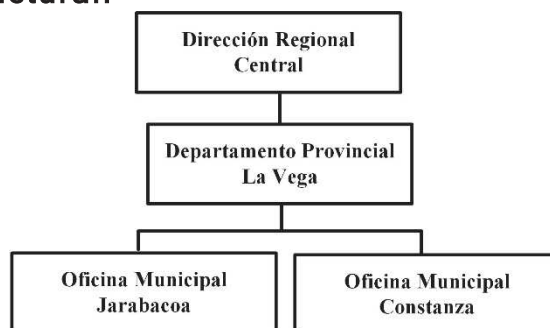 Dirección Regional
Central
Departamento Provincial
La Vega
Oficina Municipal
Jarabacoa
Oficina Municipal
Constanza